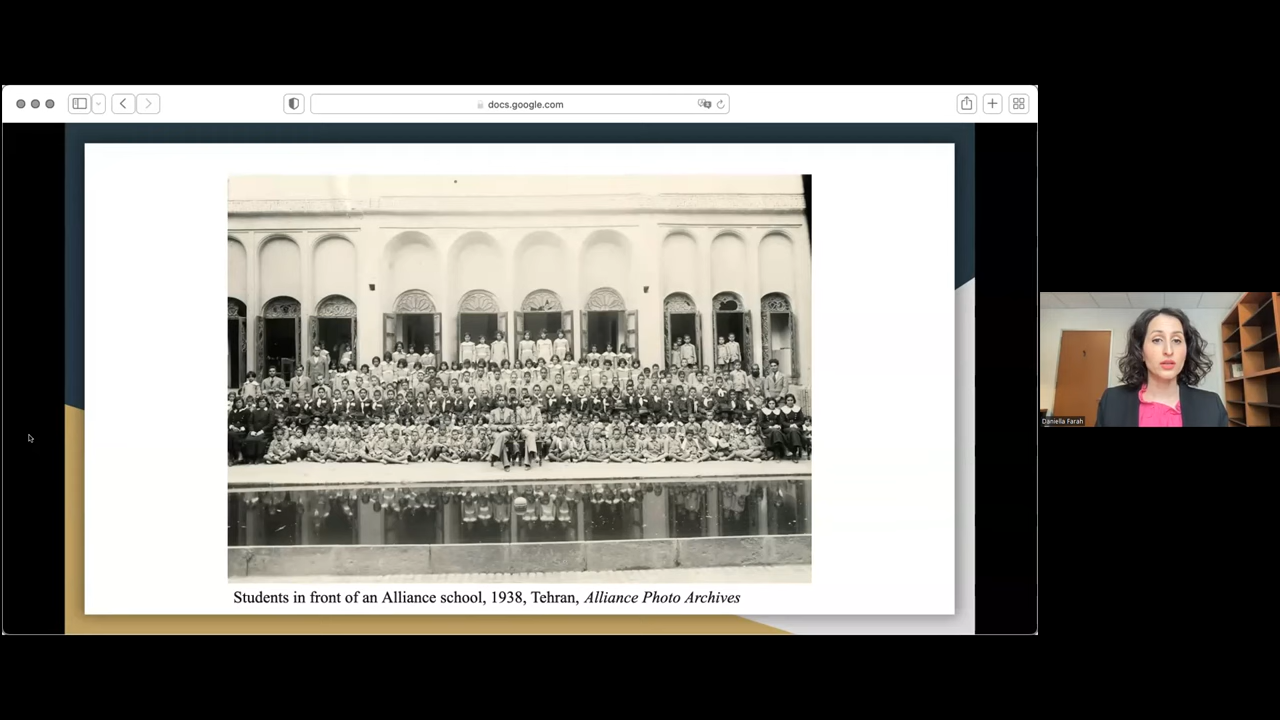 docs.google.com
Students in front of an Alliance school, 1938, Tehran, Alliance Photo Archives
Daniella Farah